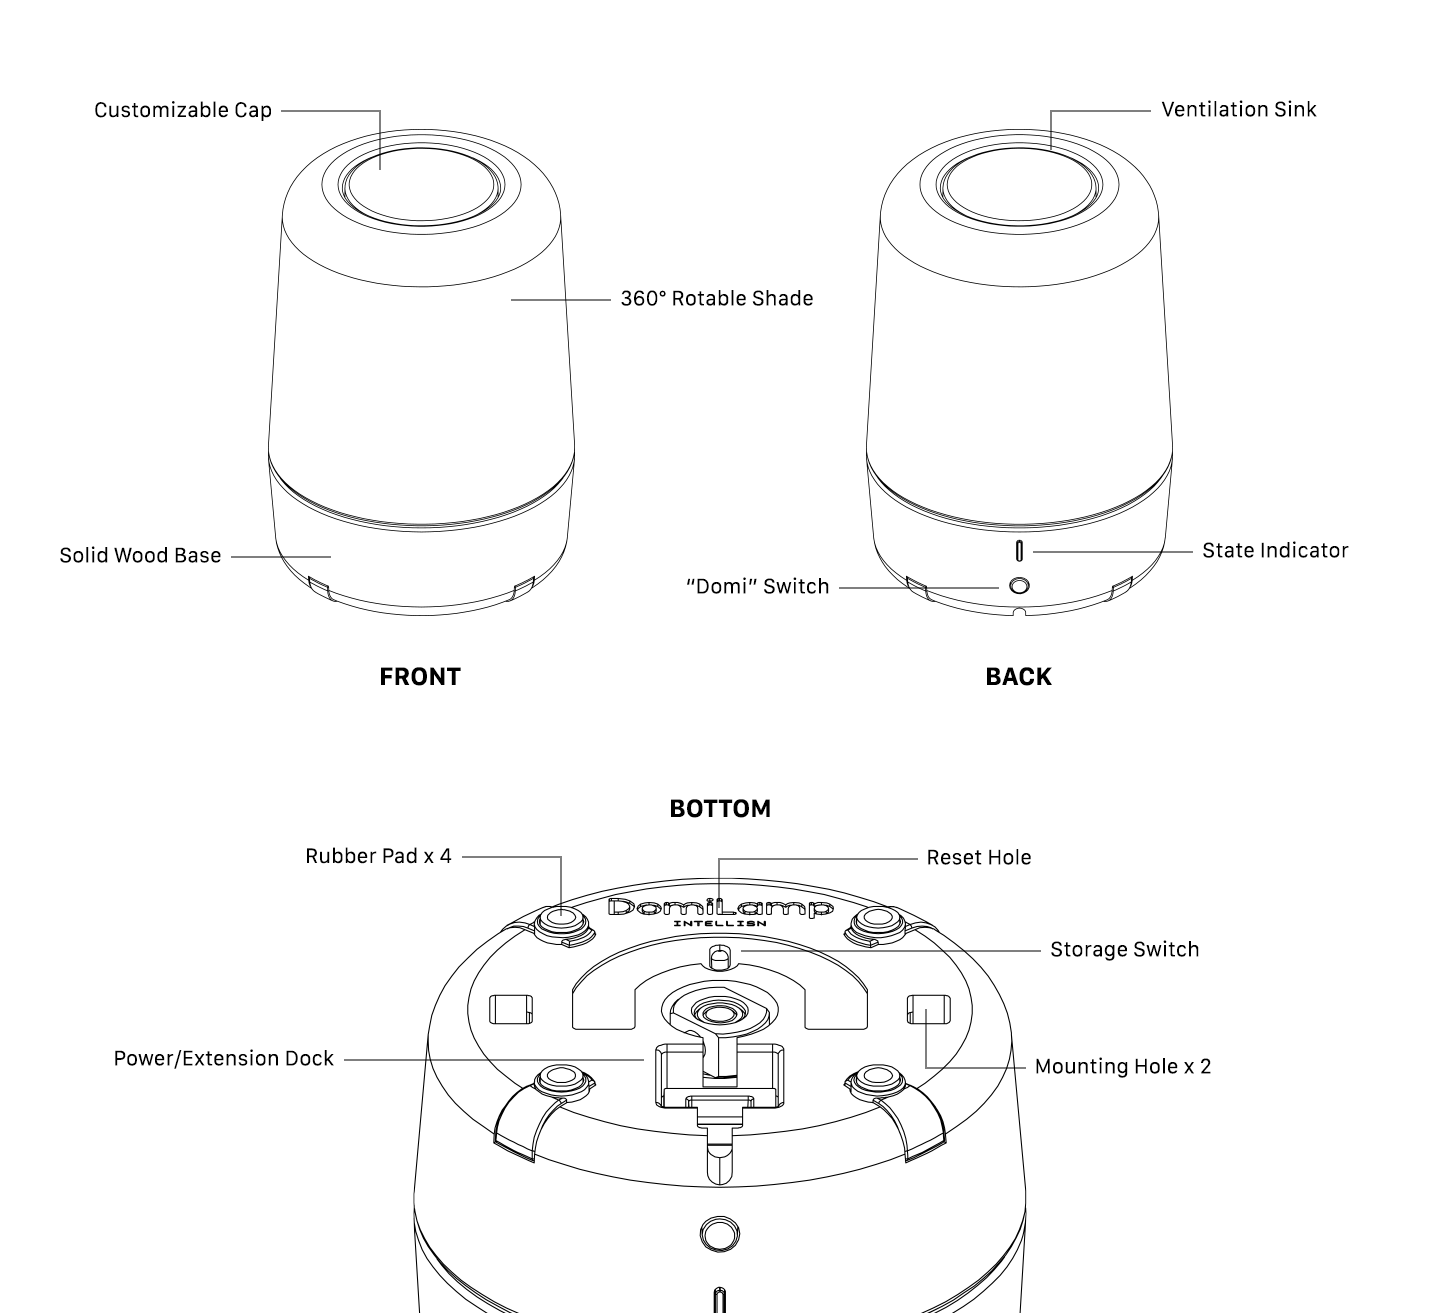 Customizable Cap
Ventilation Sink
360° Rotable Shade
Solid Wood Base
State Indicator
"Domi" Switch
FRONT
BACK
BOTTOM
Rubber Pad x 4
Reset Hole
DomiLamp
INTELLISN
Storage Switch
Power/Extension Dock
Mounting Hole x 2